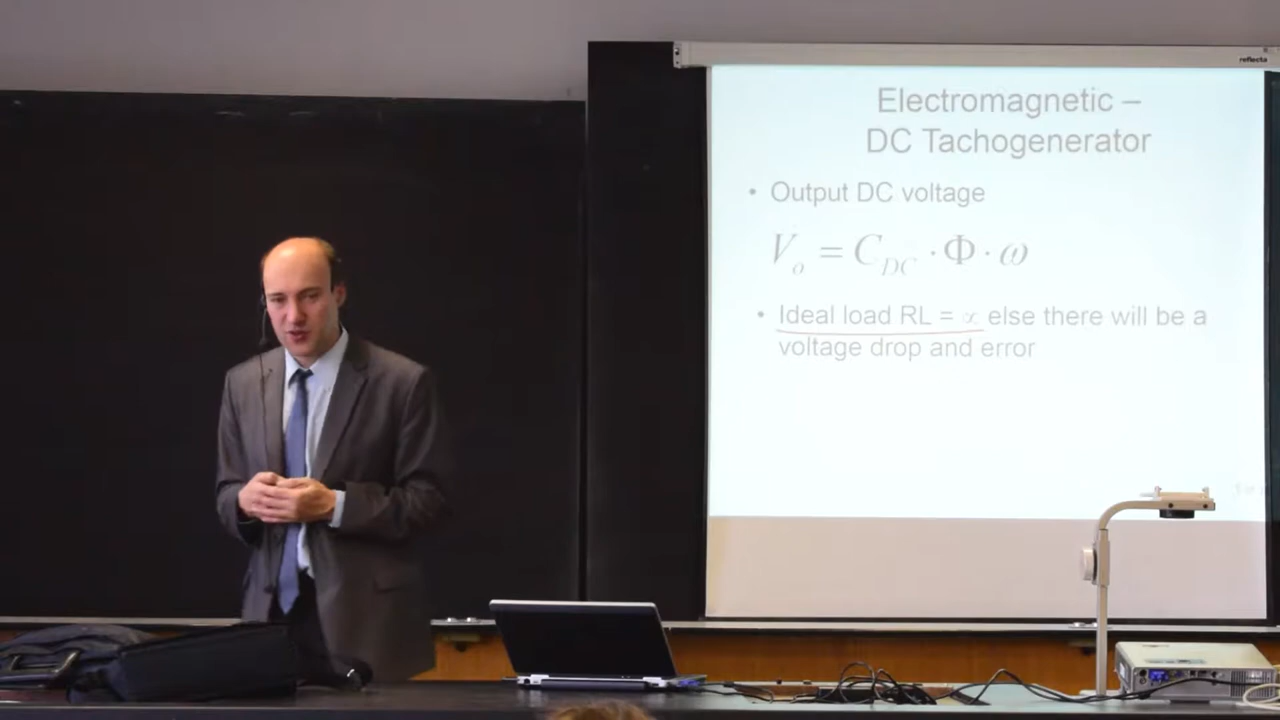 reflecta
Electromagnetic –
DC Tachogenerator
• Output DC voltage
V_o = C_DC · Φ · ω
• Ideal load RL = ∞ else there will be a
voltage drop and error